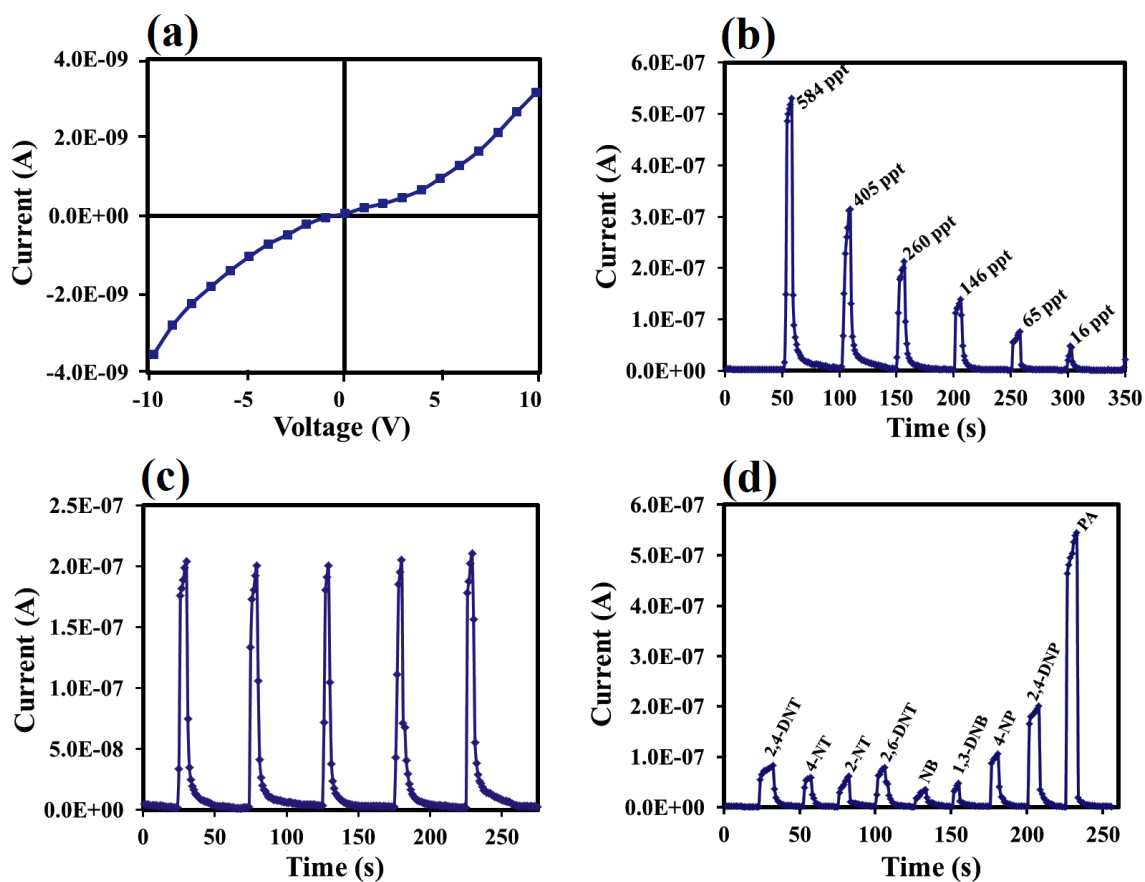 (a)
4.0E-09
2.0E-09
0.0E+00
-2.0E-09
-4.0E-09
-10
-5
0
5
10
Current (A)
Voltage (V)
(b)
6.0E-07
5.0E-07
4.0E-07
3.0E-07
2.0E-07
1.0E-07
0.0E+00
0
50
100
150
200
250
300
350
Current (A)
Time (s)
584 ppt
405 ppt
260 ppt
146 ppt
65 ppt
16 ppt
(c)
2.5E-07
2.0E-07
1.5E-07
1.0E-07
5.0E-08
0.0E+00
0
50
100
150
200
250
Current (A)
Time (s)
(d)
6.0E-07
5.0E-07
4.0E-07
3.0E-07
2.0E-07
1.0E-07
0.0E+00
0
50
100
150
200
250
Current (A)
Time (s)
2,4-DNT
4-NT
2-NT
2,6-DNT
NB
1,3-DNB
4-NP
2,4-DNP
PA